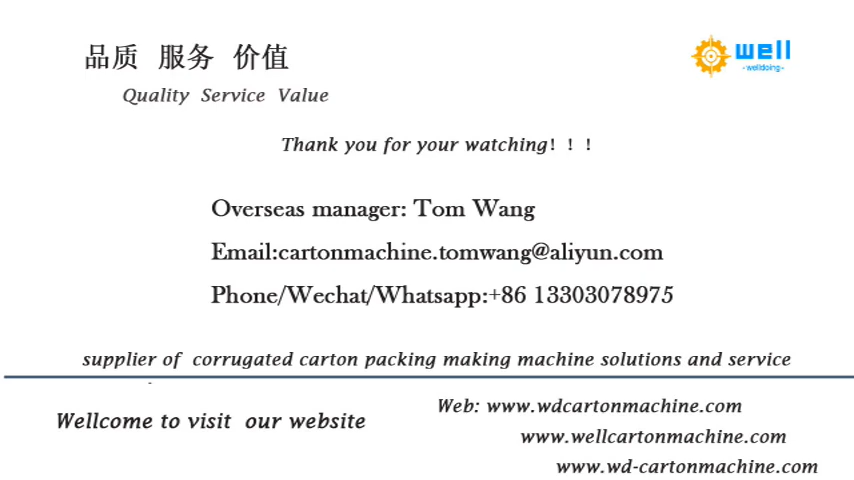 品质 服务 价值
well
-welldoing-
Quality Service Value
Thank you for your watching！！！
Overseas manager: Tom Wang
Email:cartonmachine.tomwang@aliyun.com
Phone/Wechat/Whatsapp:+86 13303078975
supplier of corrugated carton packing making machine solutions and service
Wellcome to visit our website
Web: www.wdcartonmachine.com
www.wellcartonmachine.com
www.wd-cartonmachine.com